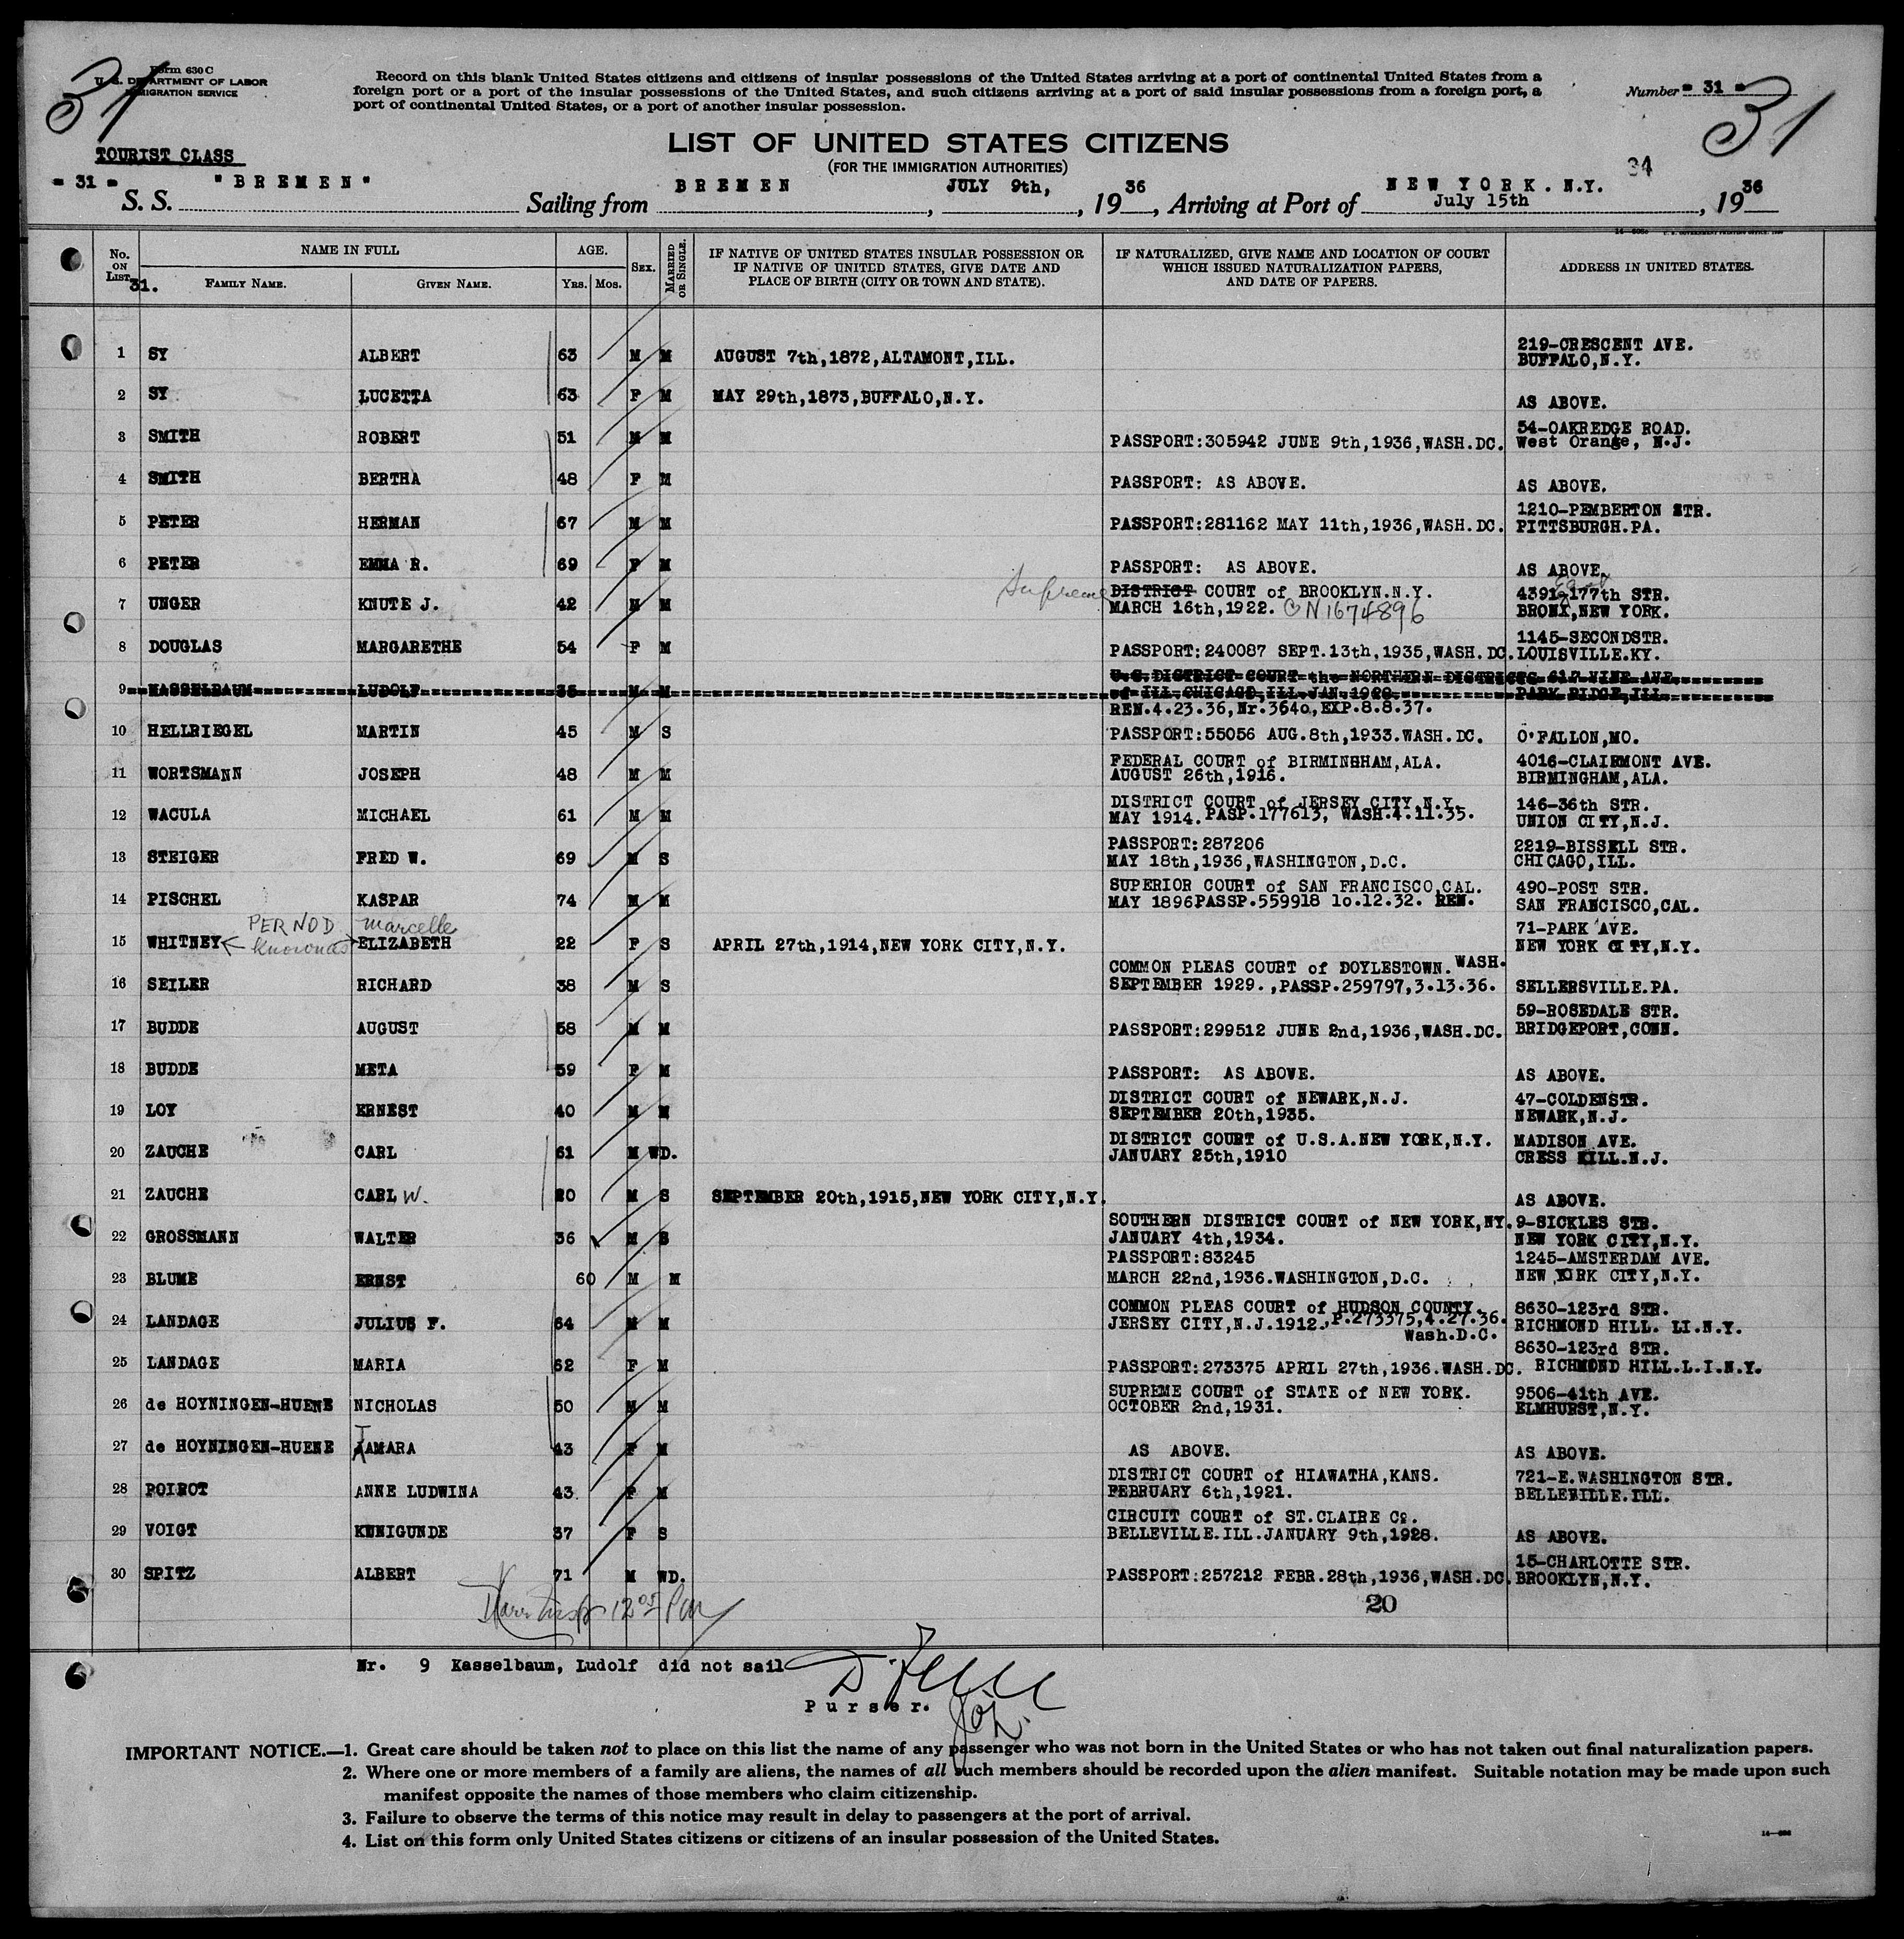 31
Form 630 C
U. S. DEPARTMENT OF LABOR
IMMIGRATION SERVICE
Record on this blank United States citizens and citizens of insular possessions of the United States arriving at a port of continental United States from a
foreign port or a port of the insular possessions of the United States, and such citizens arriving at a port of said insular possessions from a foreign port, a
port of continental United States, or a port of another insular possession.
Number - 31 -
31
LIST OF UNITED STATES CITIZENS
(FOR THE IMMIGRATION AUTHORITIES)
TOURIST CLASS
34
- 31 - S. S. "BREMEN" Sailing from BREMEN, JULY 9th, 1936, Arriving at Port of NEW YORK. N.Y. July 15th, 1936
No. ON LIST NAME IN FULL AGE. SEX. MARRIED OR SINGLE. IF NATIVE OF UNITED STATES INSULAR POSSESSION OR IF NATIVE OF UNITED STATES, GIVE DATE AND PLACE OF BIRTH (CITY OR TOWN AND STATE). IF NATURALIZED, GIVE NAME AND LOCATION OF COURT WHICH ISSUED NATURALIZATION PAPERS, AND DATE OF PAPERS. ADDRESS IN UNITED STATES.
31. FAMILY NAME. GIVEN NAME. YRS. MOS.
219-CRESCENT AVE.
1 SY ALBERT 63 M M AUGUST 7th,1872,ALTAMONT,ILL. BUFFALO,N.Y.
2 SY LUCETTA 63 F M MAY 29th,1873,BUFFALO,N.Y. AS ABOVE.
54-OAKREDGE ROAD.
3 SMITH ROBERT 51 M M PASSPORT:305942 JUNE 9th,1936,WASH.DC. West Orange, N.J.
4 SMITH BERTHA 48 F M PASSPORT: AS ABOVE. AS ABOVE.
1210-PEMBERTON STR.
5 PETER HERMAN 67 M M PASSPORT:281162 MAY 11th,1936,WASH.DC. PITTSBURGH.PA.
6 PETER EMMA R. 69 F M PASSPORT: AS ABOVE. AS ABOVE.
Supreme DISTRICT COURT of BROOKLYN.N.Y. 4391-177th STR.
7 UNGER KNUTE J. 42 M M MARCH 16th,1922. CN1674896 BRONX,NEW YORK.
1145-SECONDSTR.
8 DOUGLAS MARGARETHE 54 F M PASSPORT:240087 SEPT.13th,1935,WASH.DC. LOUISVILLE.KY.
U.S.DISTRICT COURT the NORTHERN DISTRICTS 617 VINE AVE.
9 KASSELBAUM LUDOLF 35 M M of ILL.CHICAGO,ILL.JAN.1928. PARK RIDGE,ILL.
REN.4.23.36,Nr.364o,EXP.8.8.37.
10 HELLRIEGEL MARTIN 45 M S PASSPORT:55056 AUG.8th,1933.WASH.DC. O'FALLON,MO.
FEDERAL COURT of BIRMINGHAM,ALA. 4016-CLAIRMONT AVE.
11 WORTSMANN JOSEPH 48 M M AUGUST 26th,1916. BIRMINGHAM,ALA.
DISTRICT COURT of JERSEY CITY,N.Y. 146-36th STR.
12 WACULA MICHAEL 61 M M MAY 1914. PASP.177613, WASH.4.11.35. UNION CITY,N.J.
PASSPORT:287206 2219-BISSELL STR.
13 STEIGER FRED W. 69 M S MAY 18th,1936,WASHINGTON,D.C. CHICAGO,ILL.
SUPERIOR COURT of SAN FRANCISCO,CAL. 490-POST STR.
14 PISCHEL KASPAR 74 M M MAY 1896PASSP.559918 1o.12.32. REN. SAN FRANCISCO,CAL.
PERNOD Marcelle 71-PARK AVE.
15 WHITNEY known as ELIZABETH 22 F S APRIL 27th,1914,NEW YORK CITY,N.Y. NEW YORK CITY,N.Y.
COMMON PLEAS COURT of DOYLESTOWN. WASH.
16 SEILER RICHARD 38 M S SEPTEMBER 1929.,PASSP.259797,3.13.36. SELLERSVILLE.PA.
59-ROSEDALE STR.
17 BUDDE AUGUST 58 M M PASSPORT:299512 JUNE 2nd,1936,WASH.DC. BRIDGEPORT,CONN.
18 BUDDE META 59 F M PASSPORT: AS ABOVE. AS ABOVE.
DISTRICT COURT of NEWARK,N.J. 47-COLDENSTR.
19 LOY ERNEST 40 M M SEPTEMBER 20th,1935. NEWARK,N.J.
DISTRICT COURT of U.S.A.NEW YORK,N.Y. MADISON AVE.
20 ZAUCHE CARL 61 M WD. JANUARY 25th,1910 CRESS KILL.N.J.
21 ZAUCHE CARL W. 20 M S SEPTEMBER 20th,1915,NEW YORK CITY,N.Y. AS ABOVE.
SOUTHERN DISTRICT COURT of NEW YORK,NY. 9-SICKLES STR.
22 GROSSMANN WALTER 36 M S JANUARY 4th,1934. NEW YORK CITY,N.Y.
PASSPORT:83245 1245-AMSTERDAM AVE.
23 BLUME ERNST 60 M M MARCH 22nd,1936.WASHINGTON,D.C. NEW YORK CITY,N.Y.
COMMON PLEAS COURT of HUDSON COUNTY. 8630-123rd STR.
24 LANDAGE JULIUS F. 64 M M JERSEY CITY,N.J.1912.,P.273375,4.27.36. RICHMOND HILL. LI.N.Y.
Wash.D.C. 8630-123rd STR.
25 LANDAGE MARIA 62 F M PASSPORT:273375 APRIL 27th,1936.WASH.DC. RICHMOND HILL.L.I.N.Y.
SUPREME COURT of STATE of NEW YORK. 9506-41th AVE.
26 de HOYNINGEN-HUENE NICHOLAS 50 M M OCTOBER 2nd,1931. ELMHURST,N.Y.
27 de HOYNINGEN-HUENE TAMARA 43 F M AS ABOVE. AS ABOVE.
DISTRICT COURT of HIAWATHA,KANS. 721-E.WASHINGTON STR.
28 POIROT ANNE LUDWINA 43 F M FEBRUARY 6th,1921. BELLEBILLE.ILL.
CIRCUIT COURT of ST.CLAIRE Co.
29 VOIGT KUNIGUNDE 37 F S BELLEVILLE.ILL.JANUARY 9th,1928. AS ABOVE.
15-CHARLOTTE STR.
30 SPITZ ALBERT 71 M WD. PASSPORT:257212 FEBR.28th,1936,WASH.DC. BROOKLYN,N.Y.
20
Nr. 9 Kasselbaum, Ludolf did not sail
Purser.
IMPORTANT NOTICE.—1. Great care should be taken not to place on this list the name of any passenger who was not born in the United States or who has not taken out final naturalization papers.
2. Where one or more members of a family are aliens, the names of all such members should be recorded upon the alien manifest. Suitable notation may be made upon such
manifest opposite the names of those members who claim citizenship.
3. Failure to observe the terms of this notice may result in delay to passengers at the port of arrival.
4. List on this form only United States citizens or citizens of an insular possession of the United States.